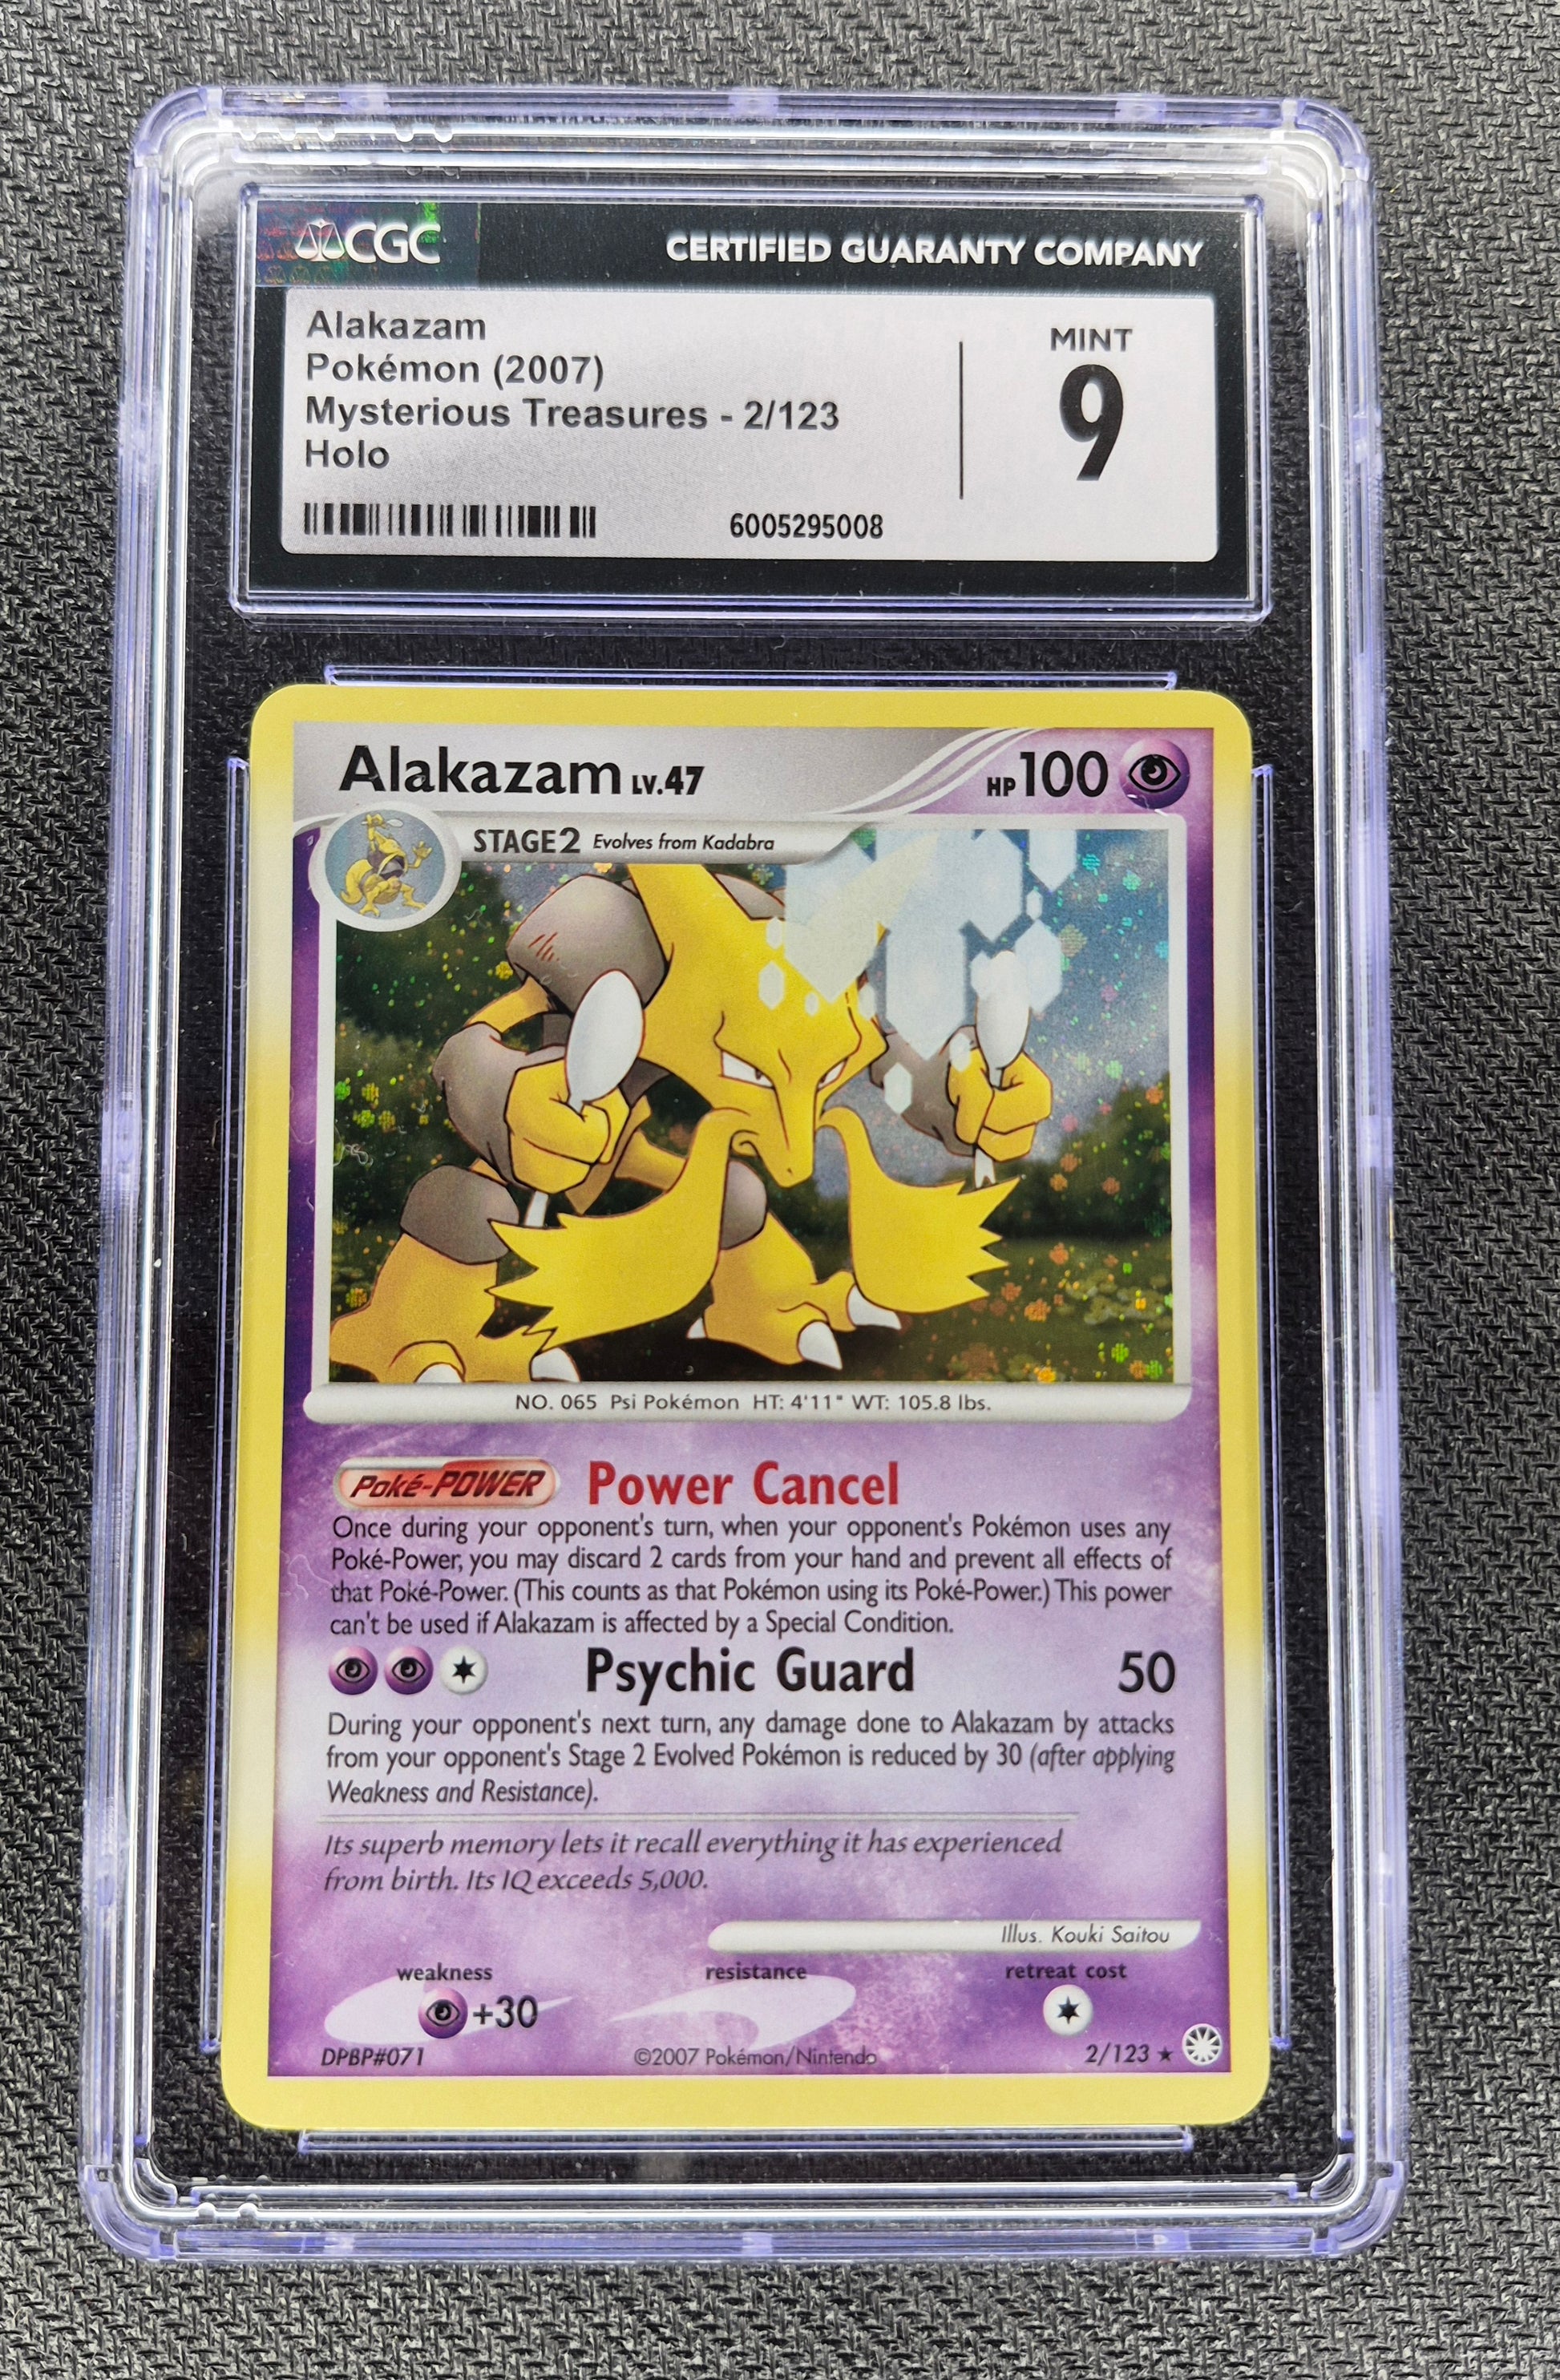 CGC
CERTIFIED GUARANTY COMPANY
Alakazam
Pokémon (2007)
Mysterious Treasures - 2/123
Holo
MINT
9
6005295008
Alakazam LV.47
HP 100
STAGE2 Evolves from Kadabra
NO. 065 Psi Pokémon HT: 4'11" WT: 105.8 lbs.
Poké-POWER Power Cancel
Once during your opponent's turn, when your opponent's Pokémon uses any
Poké-Power, you may discard 2 cards from your hand and prevent all effects of
that Poké-Power. (This counts as that Pokémon using its Poké-Power.) This power
can't be used if Alakazam is affected by a Special Condition.
Psychic Guard 50
During your opponent's next turn, any damage done to Alakazam by attacks
from your opponent's Stage 2 Evolved Pokémon is reduced by 30 (after applying
Weakness and Resistance).
Its superb memory lets it recall everything it has experienced
from birth. Its IQ exceeds 5,000.
Illus. Kouki Saitou
weakness resistance retreat cost
+30
DPBP#071 ©2007 Pokémon/Nintendo 2/123 ★